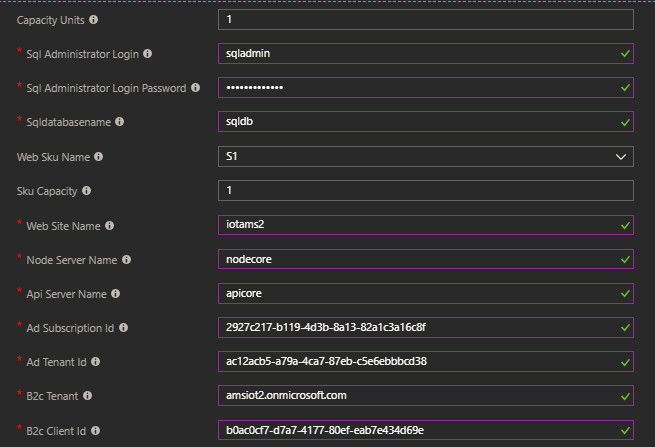 Capacity Units 1
* Sql Administrator Login sqladmin
* Sql Administrator Login Password •••••••••••••
* Sqldatabasename sqldb
Web Sku Name S1
Sku Capacity 1
* Web Site Name iotams2
* Node Server Name nodecore
* Api Server Name apicore
* Ad Subscription Id 2927c217-b119-4d3b-8a13-82a1c3a16c8f
* Ad Tenant Id ac12acb5-a79a-4ca7-87eb-c5e6ebbbcd38
* B2c Tenant amsiot2.onmicrosoft.com
* B2c Client Id b0ac0cf7-d7a7-4177-80ef-eab7e434d69e